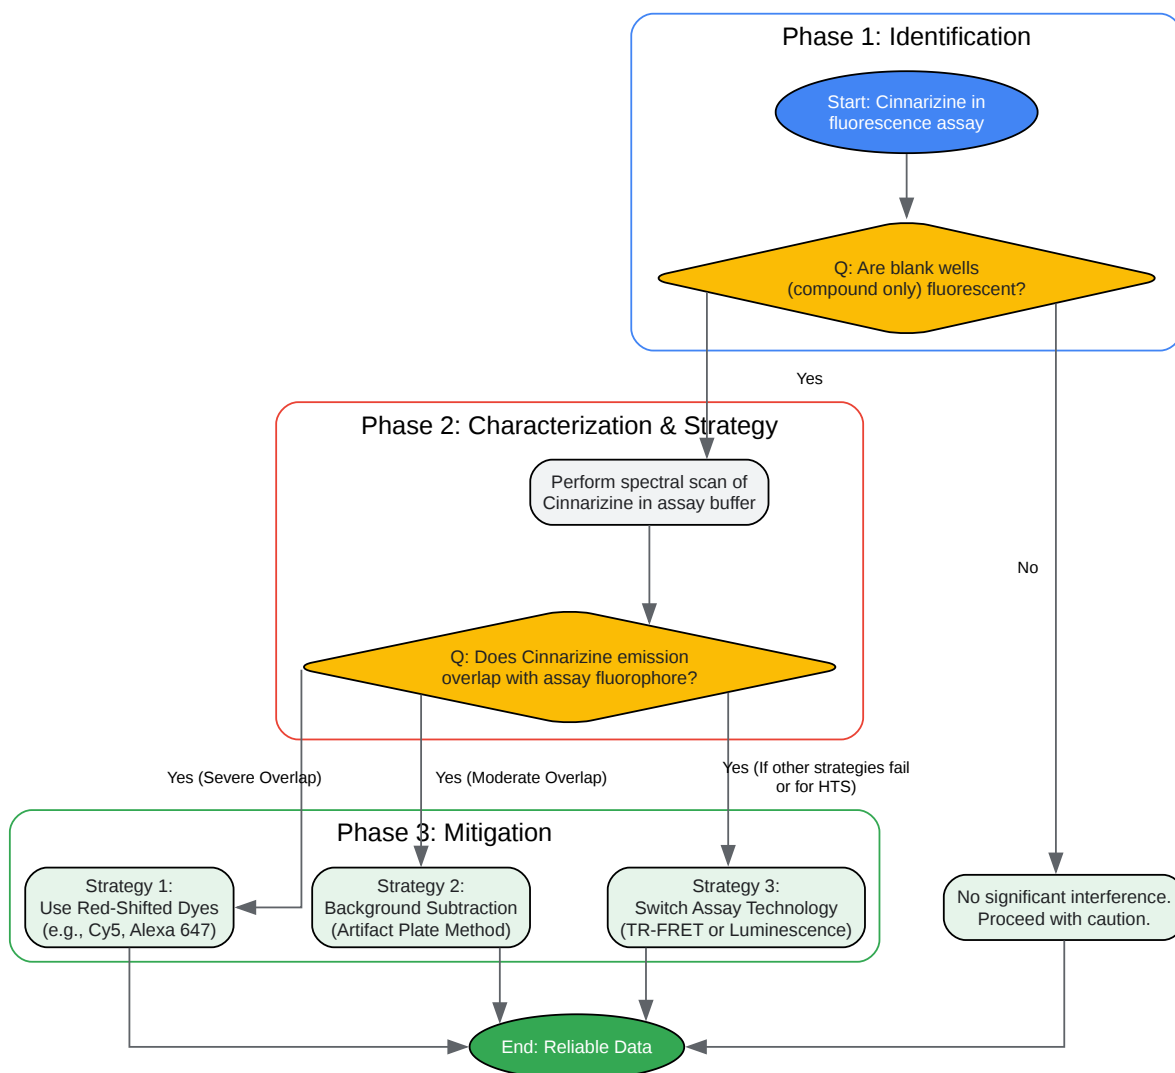 Phase 1: Identification
Start: Cinnarizine in
fluorescence assay
Q: Are blank wells
(compound only) fluorescent?
Yes
No
Phase 2: Characterization & Strategy
Perform spectral scan of
Cinnarizine in assay buffer
Q: Does Cinnarizine emission
overlap with assay fluorophore?
Yes (Severe Overlap)
Yes (Moderate Overlap)
Yes (If other strategies fail
or for HTS)
Phase 3: Mitigation
Strategy 1:
Use Red-Shifted Dyes
(e.g., Cy5, Alexa 647)
Strategy 2:
Background Subtraction
(Artifact Plate Method)
Strategy 3:
Switch Assay Technology
(TR-FRET or Luminescence)
No significant interference.
Proceed with caution.
End: Reliable Data